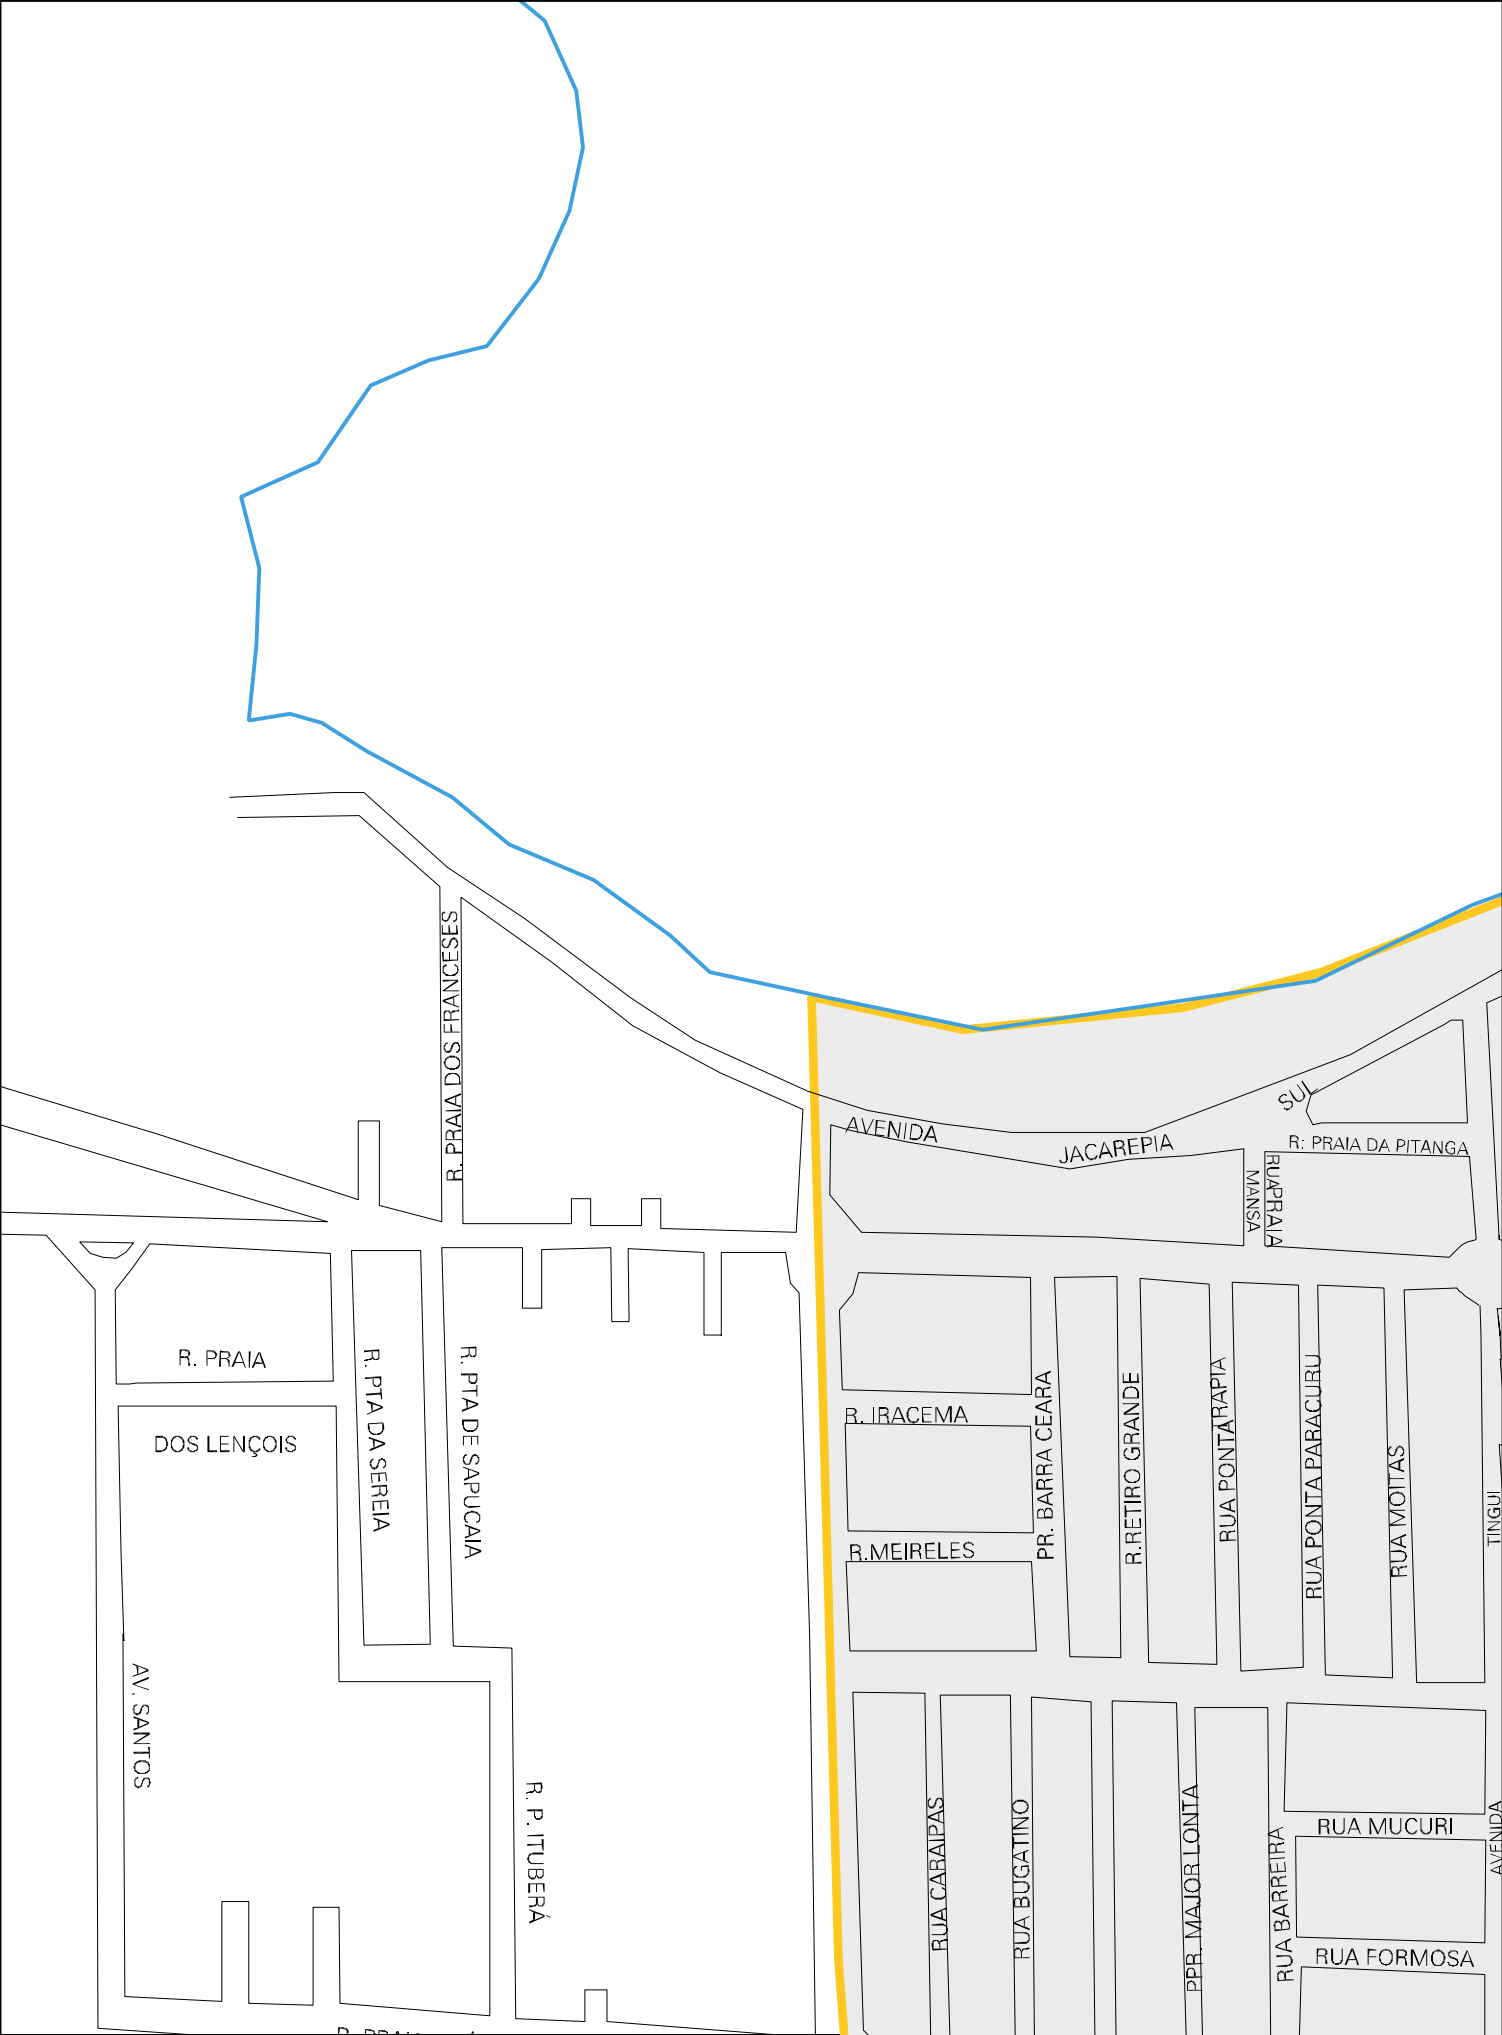 R. PRAIA DOS FRANCESES
AVENIDA
JACAREPIA
SUL
R: PRAIA DA PITANGA
RUAPRAIA
MANSA
R. PRAIA
DOS LENÇOIS
R. PTA DA SEREIA
R. PTA DE SAPUCAIA
R. IRACEMA
R.MEIRELES
PR. BARRA CEARA
R.RETIRO GRANDE
RUA PONTARAPIA
RUA PONTA PARACURU
RUA MOITAS
TINGUI
AV. SANTOS
R. P. ITUBERÁ
RUA CARAIPAS
RUA BUGATINO
PPR. MAJOR LONTA
RUA BARREIRA
RUA MUCURI
AVENIDA
RUA FORMOSA